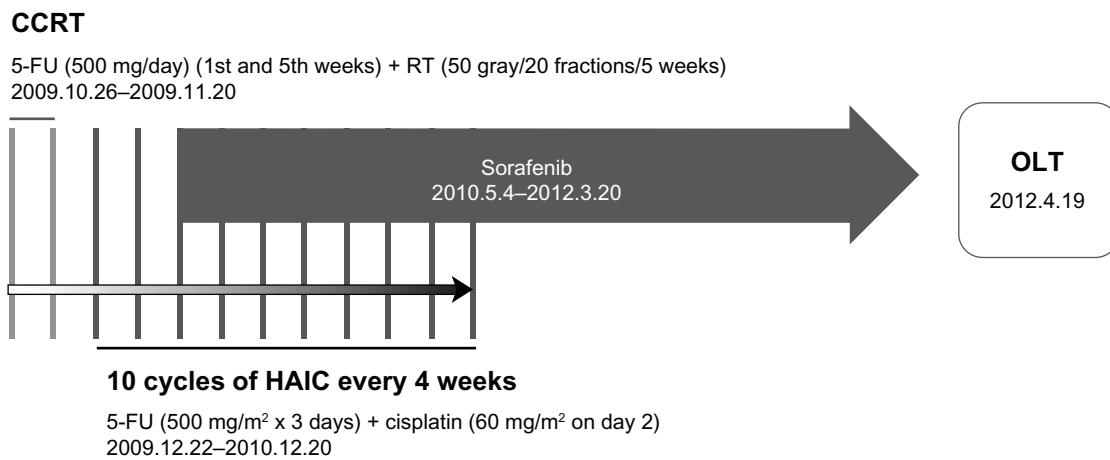 CCRT
5-FU (500 mg/day) (1st and 5th weeks) + RT (50 gray/20 fractions/5 weeks)
2009.10.26–2009.11.20
Sorafenib
2010.5.4–2012.3.20
OLT
2012.4.19
10 cycles of HAIC every 4 weeks
5-FU (500 mg/m² x 3 days) + cisplatin (60 mg/m² on day 2)
2009.12.22–2010.12.20